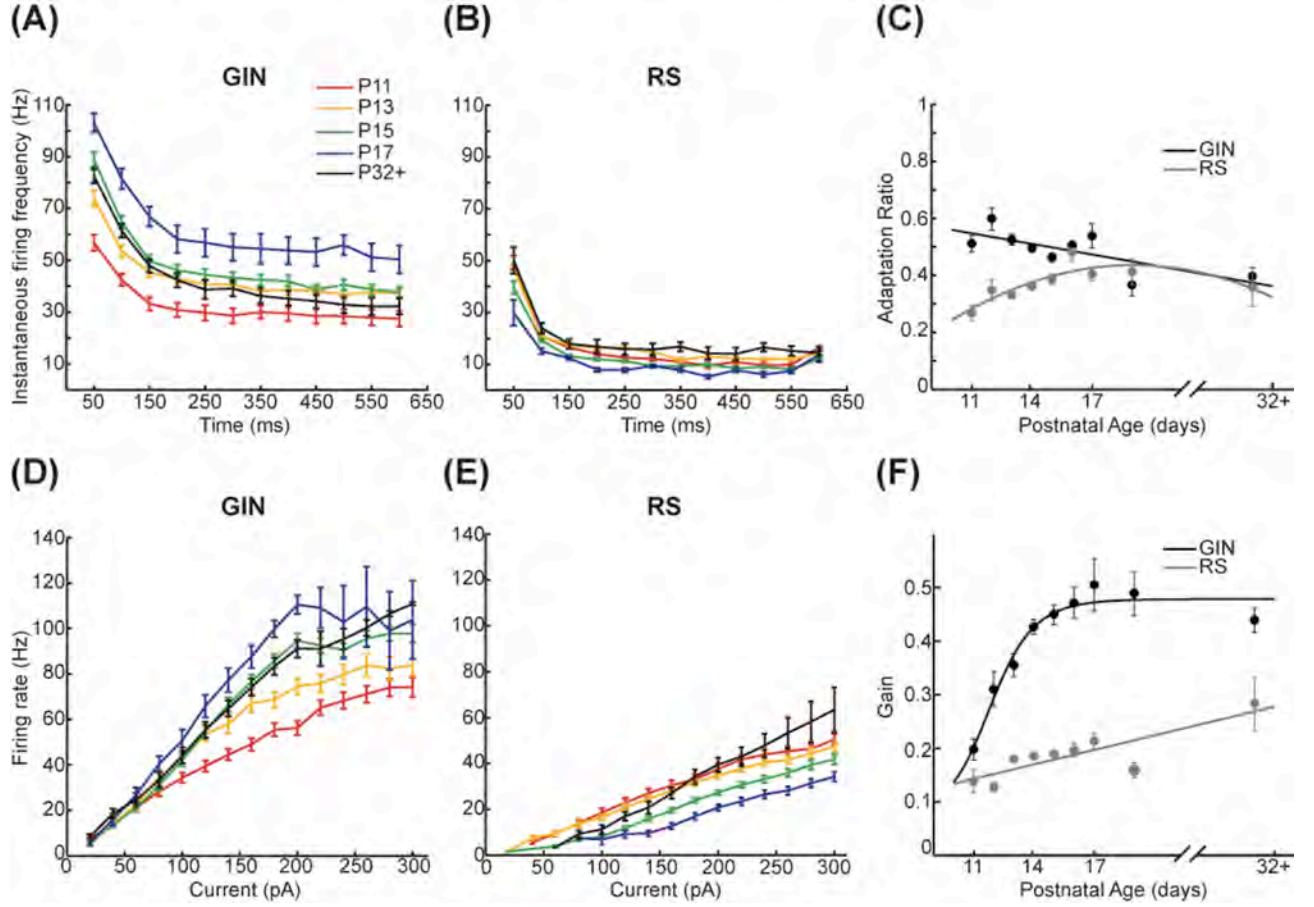 (A)
GIN
P11
P13
P15
P17
P32+
Instantaneous firing frequency (Hz)
110
90
70
50
30
10
50 150 250 350 450 550 650
Time (ms)
(B)
RS
110
90
70
50
30
10
50 150 250 350 450 550 650
Time (ms)
(C)
GIN
RS
Adaptation Ratio
1
0.8
0.6
0.4
0.2
0
11 14 17 32+
Postnatal Age (days)
(D)
GIN
Firing rate (Hz)
140
120
100
80
60
40
20
0
0 50 100 150 200 250 300
Current (pA)
(E)
RS
140
120
100
80
60
40
20
0
0 50 100 150 200 250 300
Current (pA)
(F)
GIN
RS
Gain
0.5
0.4
0.3
0.2
0.1
0
11 14 17 32+
Postnatal Age (days)